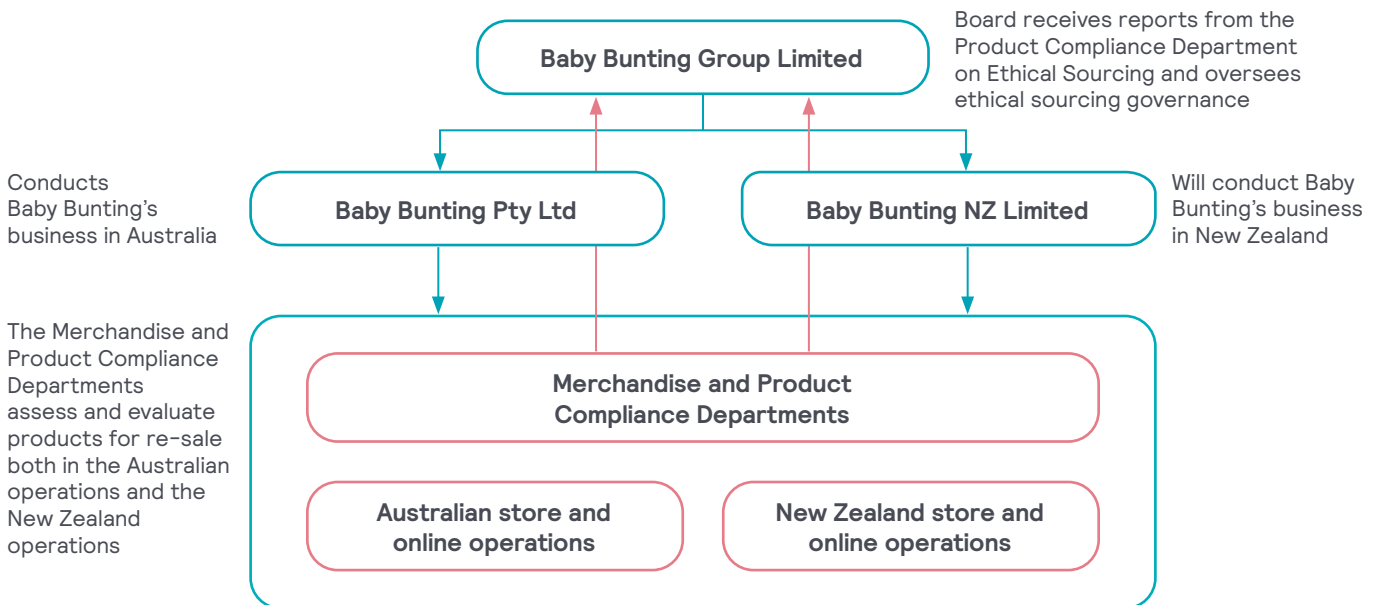 Baby Bunting Group Limited
Board receives reports from the
Product Compliance Department
on Ethical Sourcing and oversees
ethical sourcing governance
Conducts
Baby Bunting's
business in Australia
Baby Bunting Pty Ltd
Baby Bunting NZ Limited
Will conduct Baby
Bunting's business
in New Zealand
The Merchandise and
Product Compliance
Departments
assess and evaluate
products for re-sale
both in the Australian
operations and the
New Zealand
operations
Merchandise and Product
Compliance Departments
Australian store and
online operations
New Zealand store and
online operations